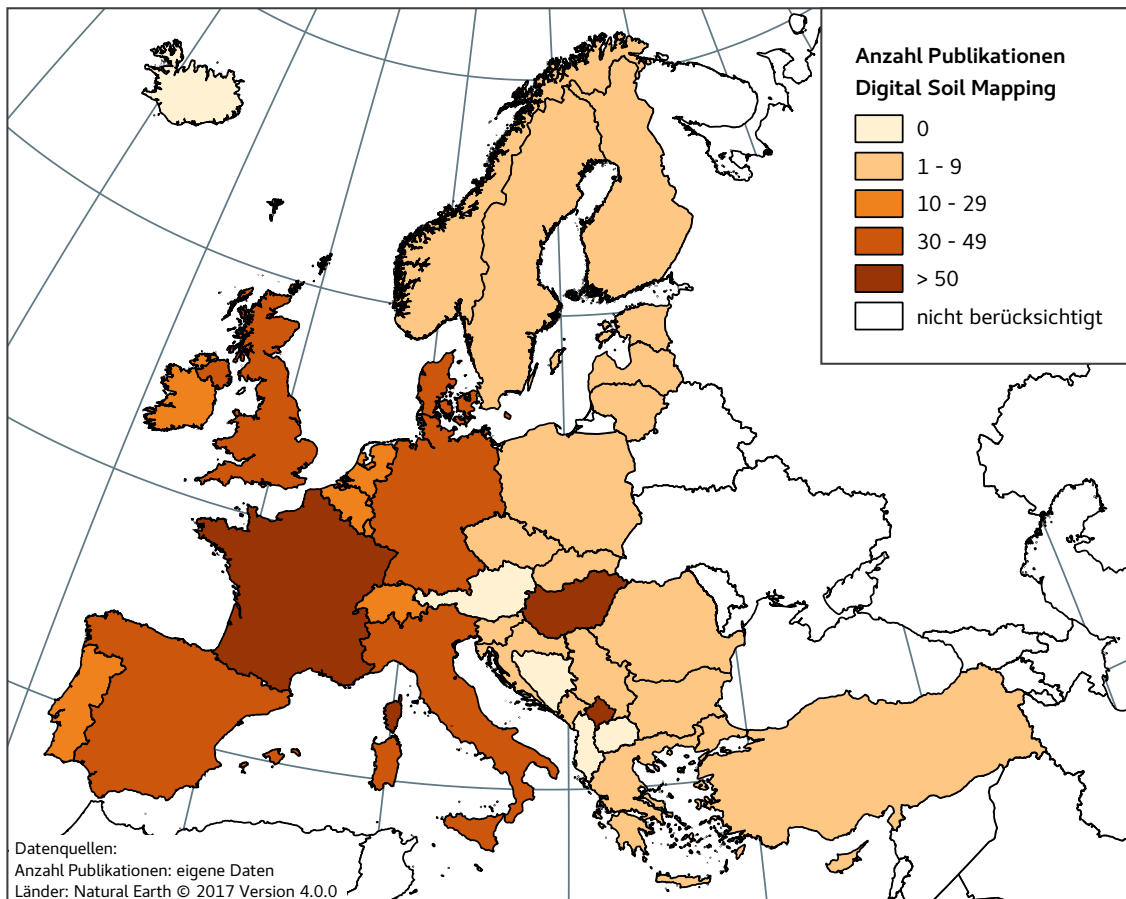 Anzahl Publikationen
Digital Soil Mapping
0
1 - 9
10 - 29
30 - 49
> 50
nicht berücksichtigt
Datenquellen:
Anzahl Publikationen: eigene Daten
Länder: Natural Earth © 2017 Version 4.0.0